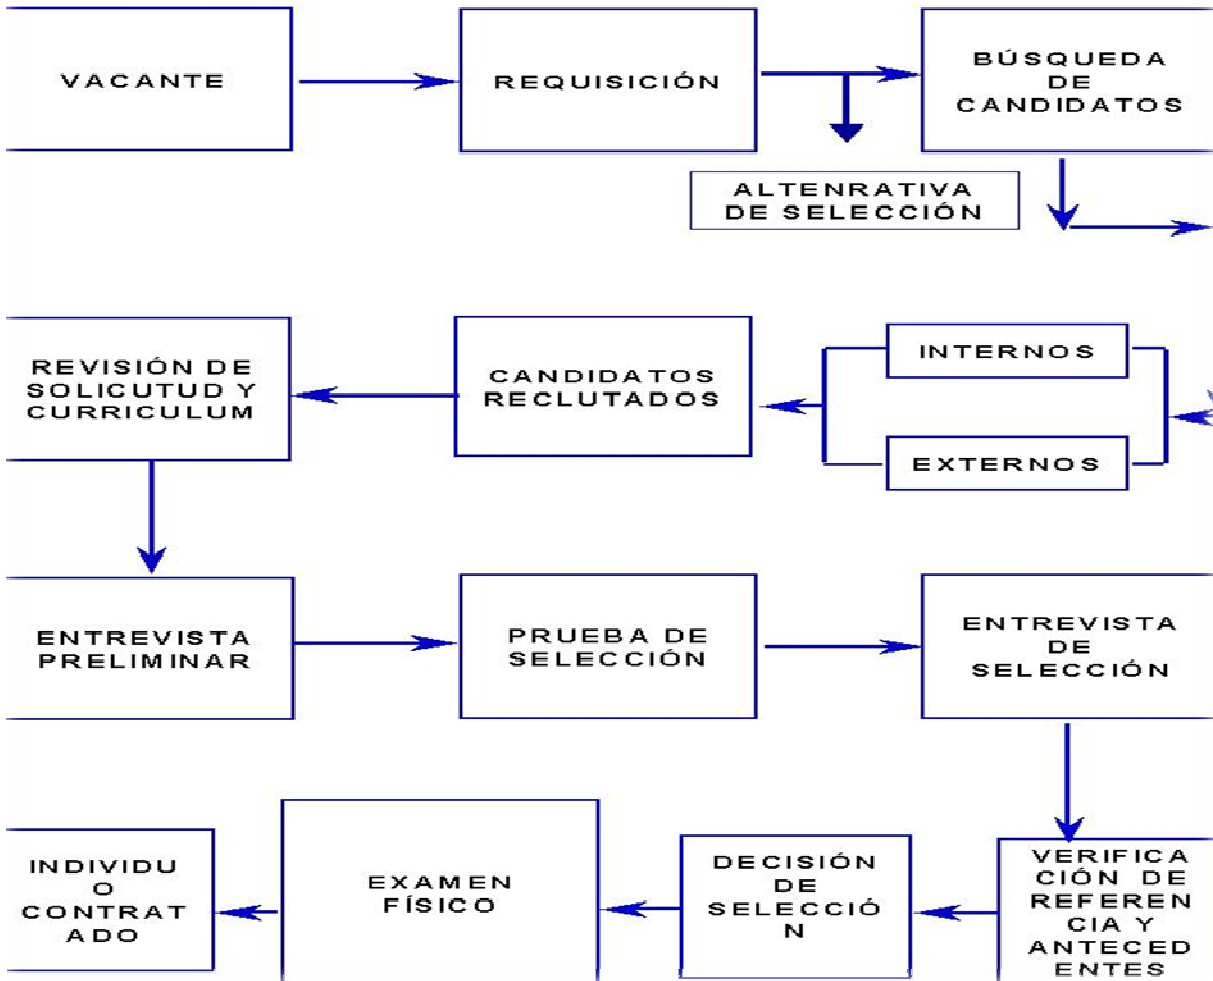 VACANTE
REQUISICIÓN
BÚSQUEDA
DE
CANDIDATOS
ALTENRATIVA
DE SELECCIÓN
INTERNOS
EXTERNOS
CANDIDATOS
RECLUTADOS
REVISIÓN DE
SOLICUTUD Y
CURRICULUM
ENTREVISTA
PRELIMINAR
PRUEBA DE
SELECCIÓN
ENTREVISTA
DE
SELECCIÓN
VERIFICA
CIÓN DE
REFEREN
CIA Y
ANTECED
ENTES
DECISIÓN
DE
SELECCIÓ
N
EXAMEN
FÍSICO
INDIVIDU
O
CONTRAT
ADO